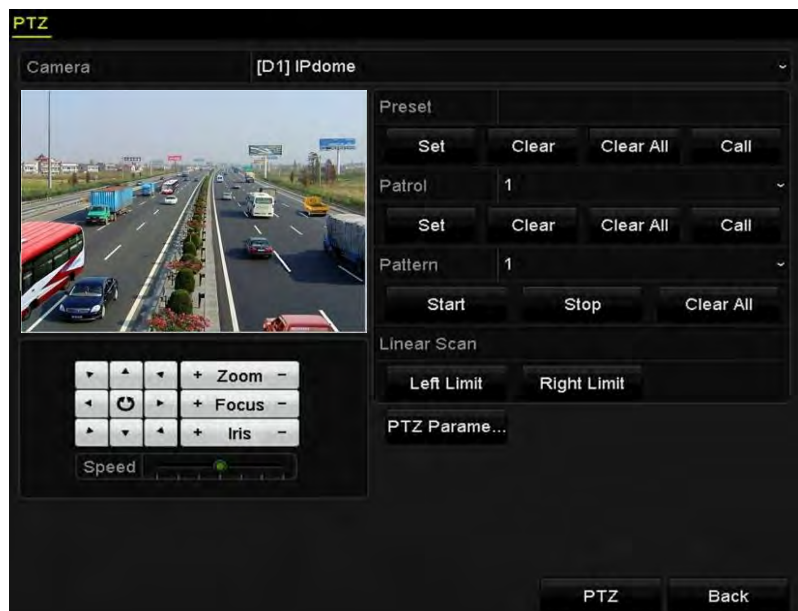 PTZ
Camera [D1] IPdome
Preset
Set Clear Clear All Call
Patrol 1
Set Clear Clear All Call
Pattern 1
Start Stop Clear All
Linear Scan
Left Limit Right Limit
PTZ Parame...
+ Zoom -
+ Focus -
+ Iris -
Speed
PTZ Back